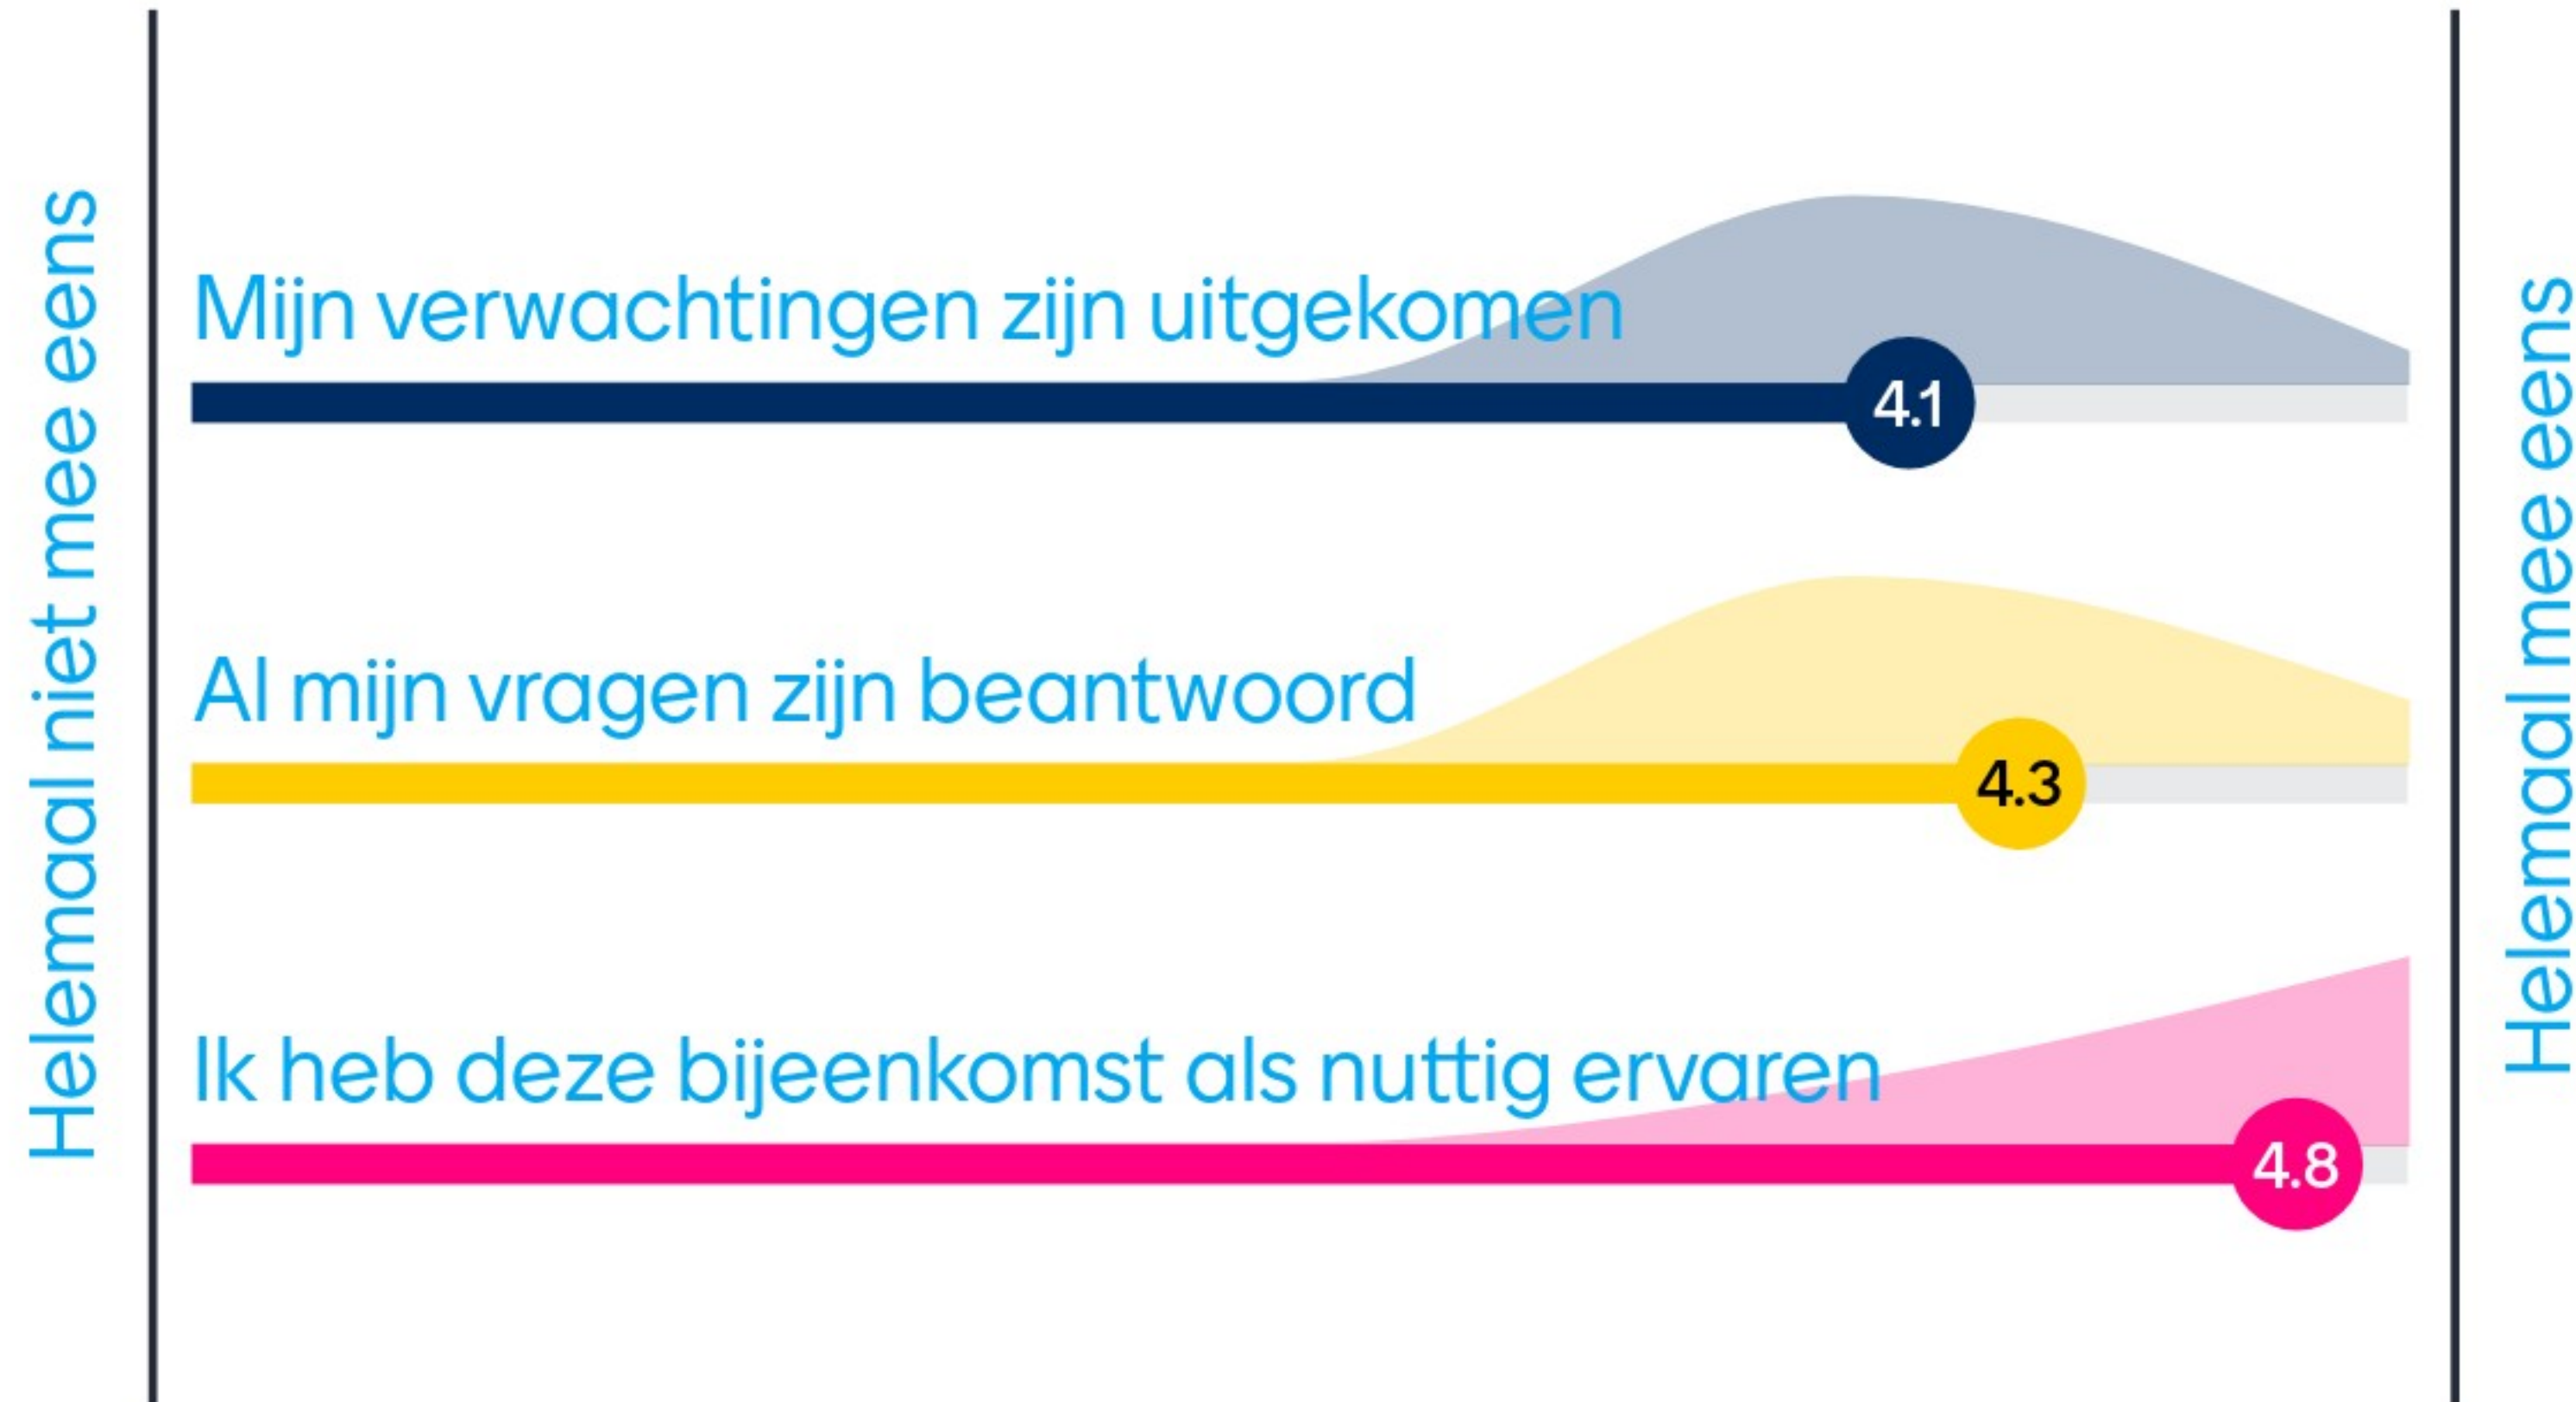 Helemaal niet mee eens
Mijn verwachtingen zijn uitgekomen
4.1
Al mijn vragen zijn beantwoord
4.3
Ik heb deze bijeenkomst als nuttig ervaren
4.8
Helemaal mee eens